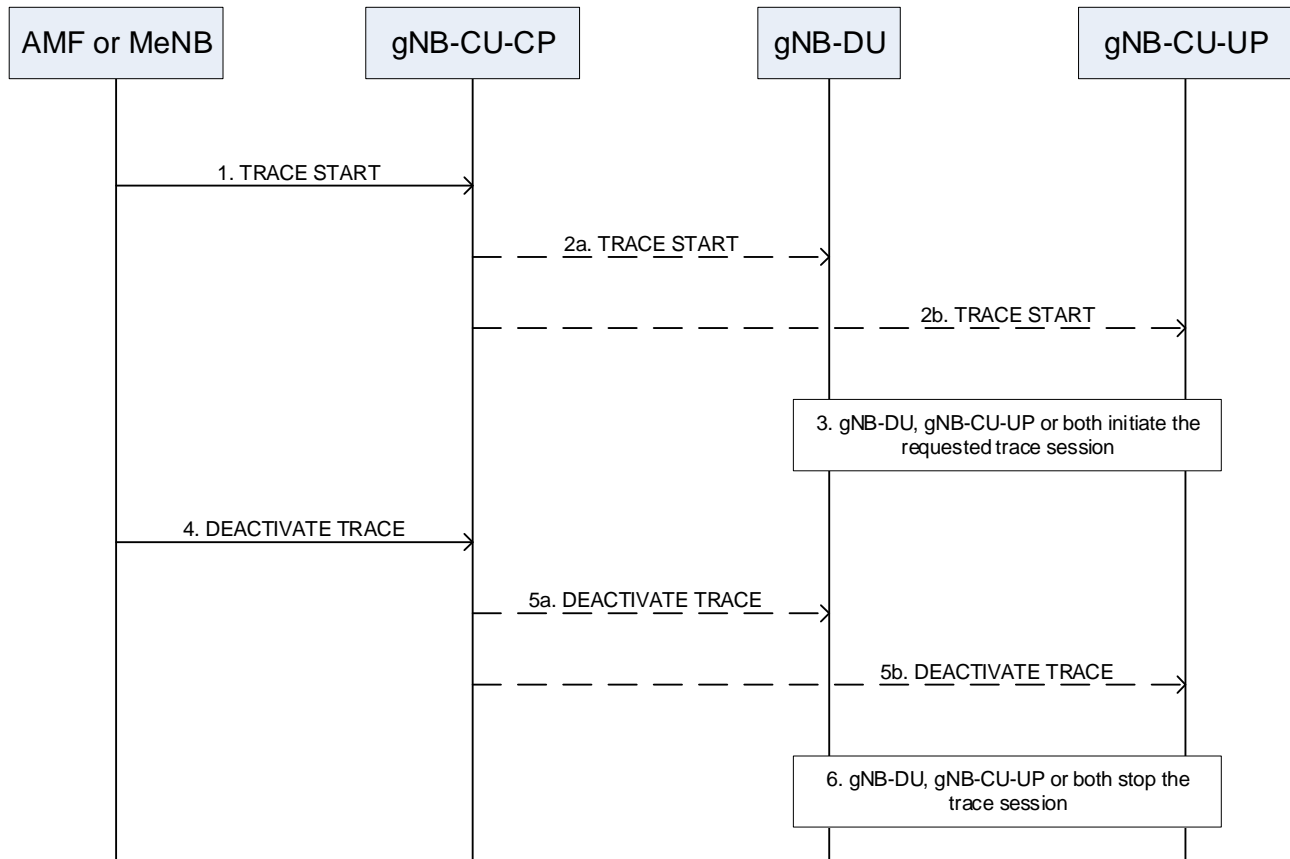 AMF or MeNB
gNB-CU-CP
gNB-DU
gNB-CU-UP
1. TRACE START
2a. TRACE START
2b. TRACE START
3. gNB-DU, gNB-CU-UP or both initiate the
requested trace session
4. DEACTIVATE TRACE
5a. DEACTIVATE TRACE
5b. DEACTIVATE TRACE
6. gNB-DU, gNB-CU-UP or both stop the
trace session